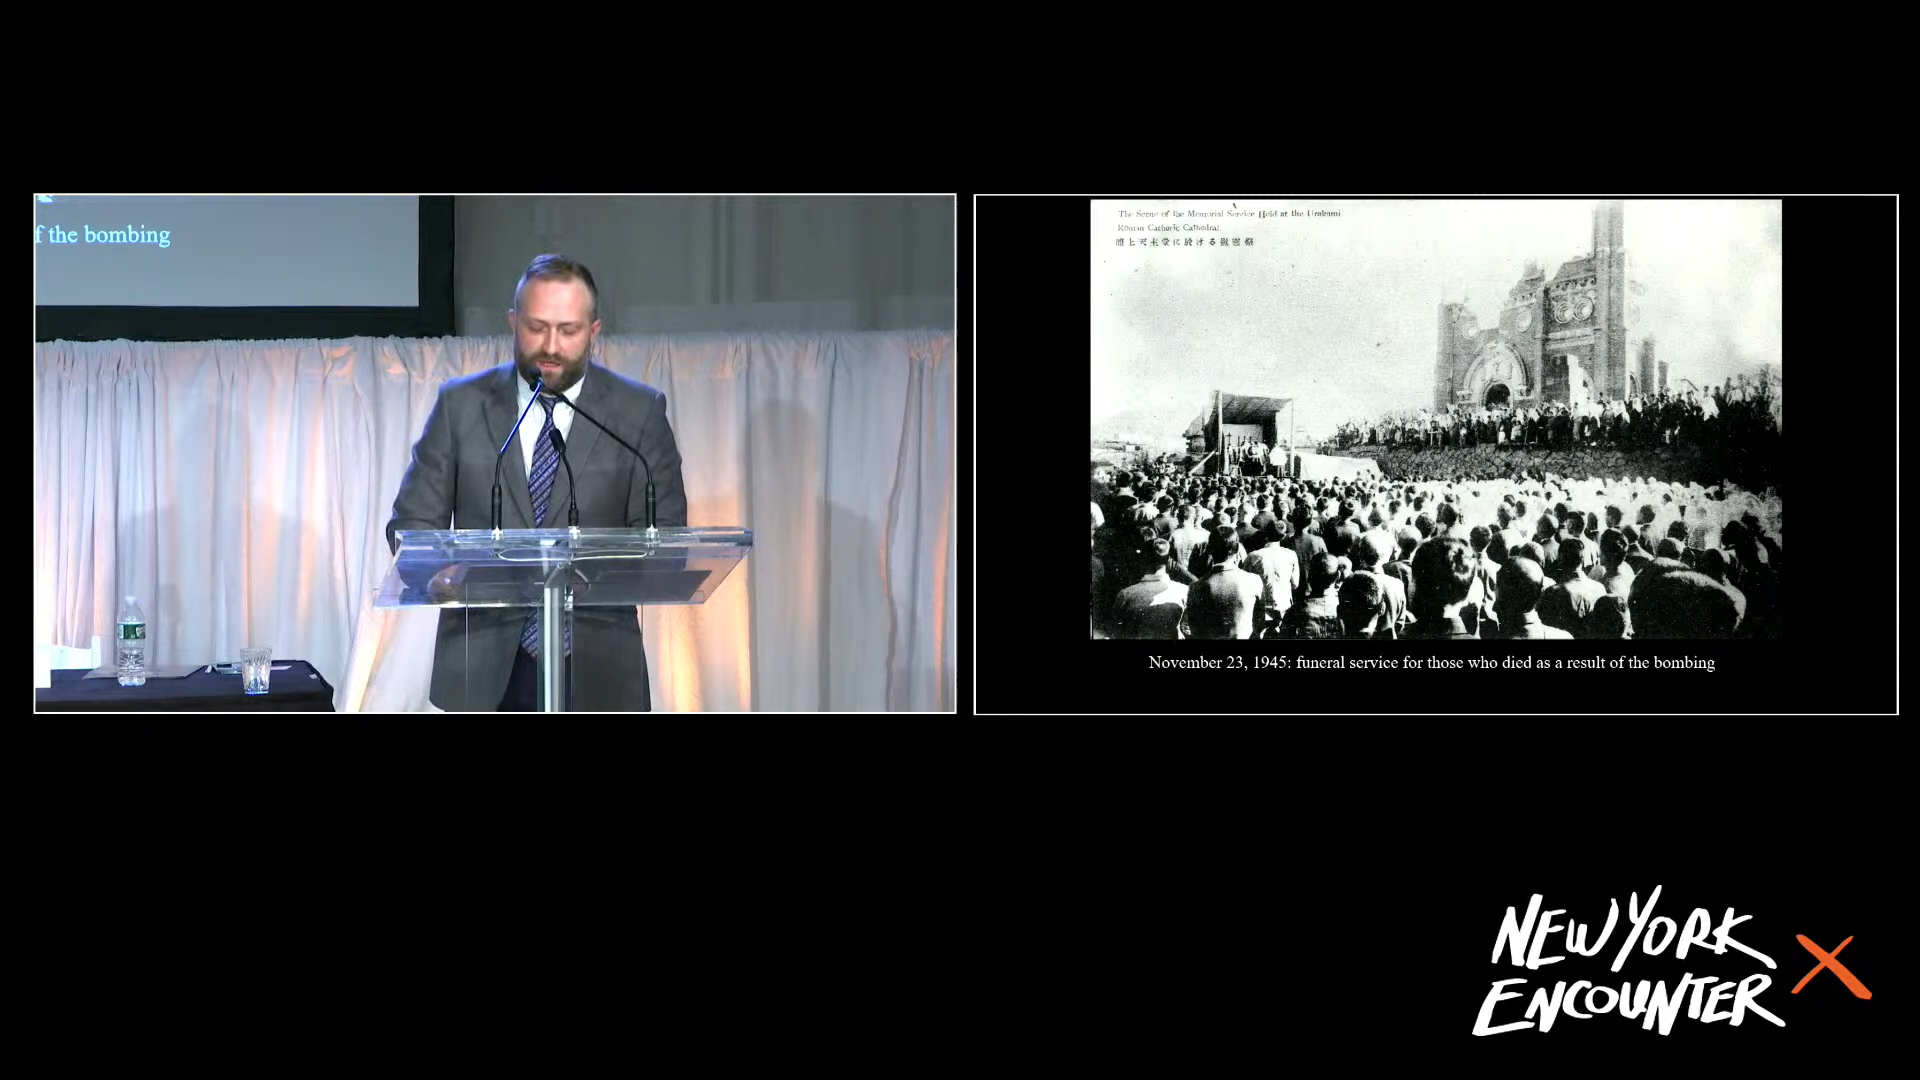 f the bombing
The Scene of the Memorial Service Held at the Urakami
Roman Catholic Cathedral.
浦上天主堂に於ける慰霊祭
November 23, 1945: funeral service for those who died as a result of the bombing
NEW YORK
ENCOUNTER